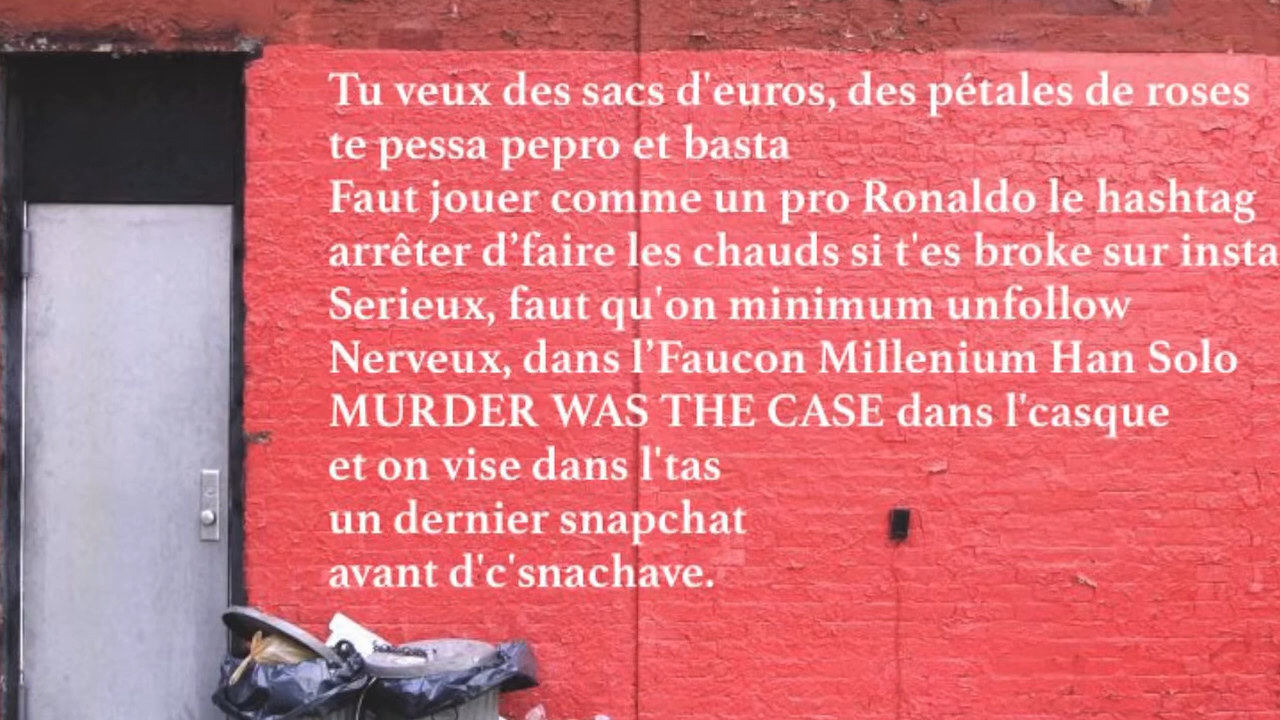 Tu veux des sacs d'euros, des pétales de roses
te pessa pepro et basta
Faut jouer comme un pro Ronaldo le hashtag
arrêter d’faire les chauds si t'es broke sur insta
Serieux, faut qu'on minimum unfollow
Nerveux, dans l’Faucon Millenium Han Solo
MURDER WAS THE CASE dans l'casque
et on vise dans l'tas
un dernier snapchat
avant d'c'snachave.